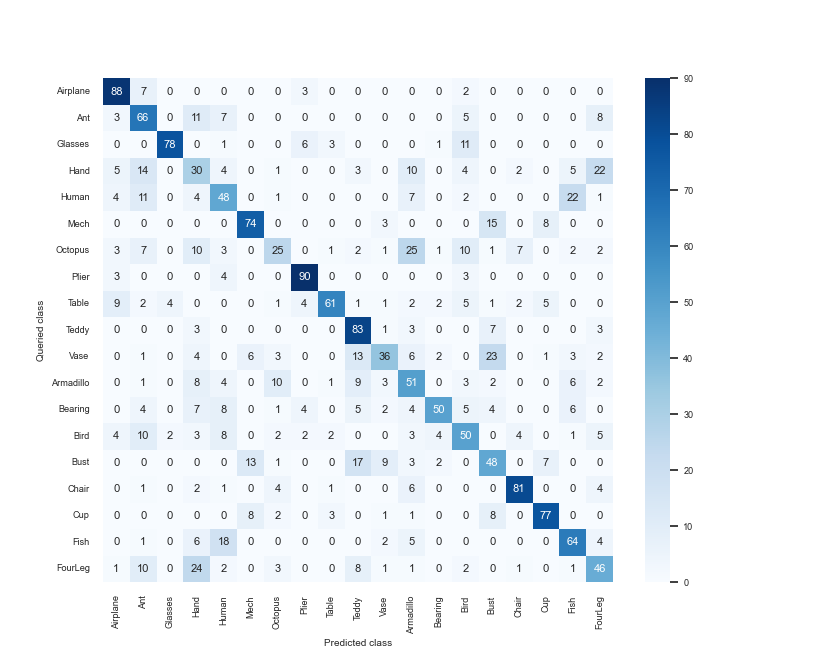 Airplane 88 7 0 0 0 0 0 3 0 0 0 0 0 2 0 0 0 0 0 90
Ant 3 66 0 11 7 0 0 0 0 0 0 0 0 5 0 0 0 0 8 80
Glasses 0 0 78 0 1 0 0 6 3 0 0 0 1 11 0 0 0 0 0
Hand 5 14 0 30 4 0 1 0 0 3 0 10 0 4 0 2 0 5 22 70
Human 4 11 0 4 48 0 1 0 0 0 0 7 0 2 0 0 0 22 1
Mech 0 0 0 0 0 74 0 0 0 0 3 0 0 0 15 0 8 0 0 60
Octopus 3 7 0 10 3 0 25 0 1 2 1 25 1 10 1 7 0 2 2
Plier 3 0 0 0 4 0 0 90 0 0 0 0 0 3 0 0 0 0 0 50
Table 9 2 4 0 0 0 1 4 61 1 1 2 2 5 1 2 5 0 0
Teddy 0 0 0 3 0 0 0 0 0 83 1 3 0 0 7 0 0 0 3
Vase 0 1 0 4 0 6 3 0 0 13 36 6 2 0 23 0 1 3 2 40
Armadillo 0 1 0 8 4 0 10 0 1 9 3 51 0 3 2 0 0 6 2
Bearing 0 4 0 7 8 0 1 4 0 5 2 4 50 5 4 0 0 6 0 30
Bird 4 10 2 3 8 0 2 2 2 0 0 3 4 50 0 4 0 1 5
Bust 0 0 0 0 0 13 1 0 0 17 9 3 2 0 48 0 7 0 0 20
Chair 0 1 0 2 1 0 4 0 1 0 0 6 0 0 0 81 0 0 4
Cup 0 0 0 0 0 8 2 0 3 0 1 1 0 0 8 0 77 0 0 10
Fish 0 1 0 6 18 0 0 0 0 0 2 5 0 0 0 0 0 64 4
FourLeg 1 10 0 24 2 0 3 0 0 8 1 1 0 2 0 1 0 1 46 0
Queried class
Airplane Ant Glasses Hand Human Mech Octopus Plier Table Teddy Vase Armadillo Bearing Bird Bust Chair Cup Fish FourLeg
Predicted class